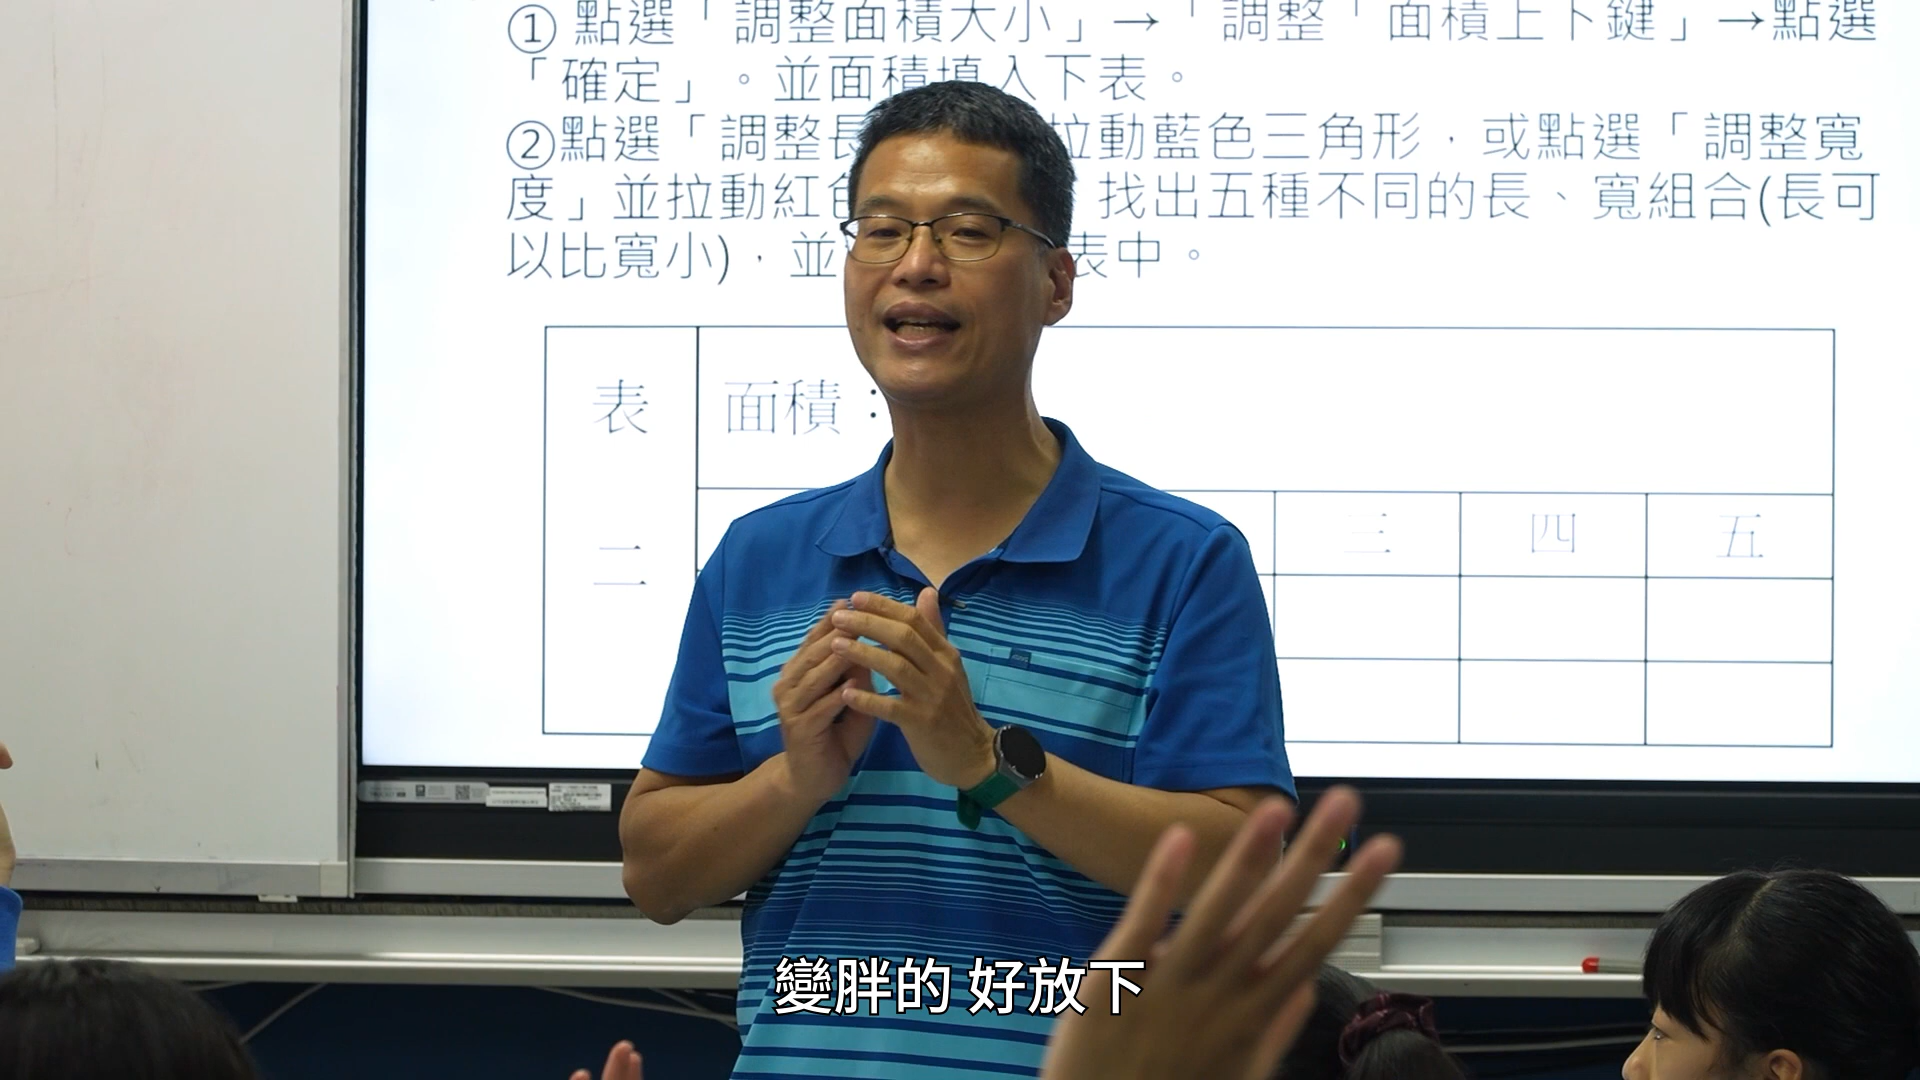 ① 點選「調整面積大小」→「調整「面積上下鍵」→點選
「確定」。並面積填入下表。
②點選「調整長 拉動藍色三角形，或點選「調整寬
度」並拉動紅色 找出五種不同的長、寬組合(長可
以比寬小)，並 表中。
表 面積：
二 三 四 五
變胖的 好放下